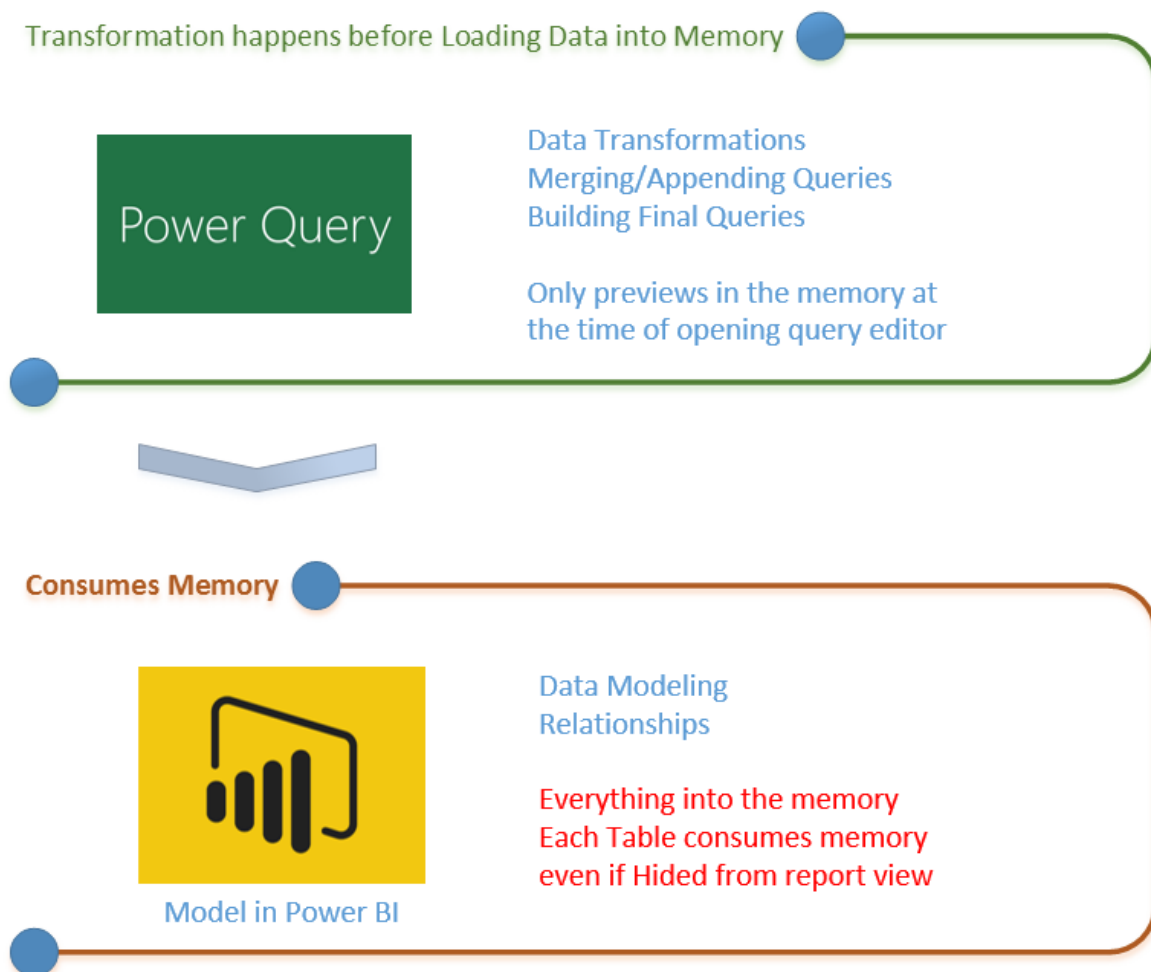 Transformation happens before Loading Data into Memory
Power Query
Data Transformations
Merging/Appending Queries
Building Final Queries
Only previews in the memory at
the time of opening query editor
Consumes Memory
Model in Power BI
Data Modeling
Relationships
Everything into the memory
Each Table consumes memory
even if Hided from report view